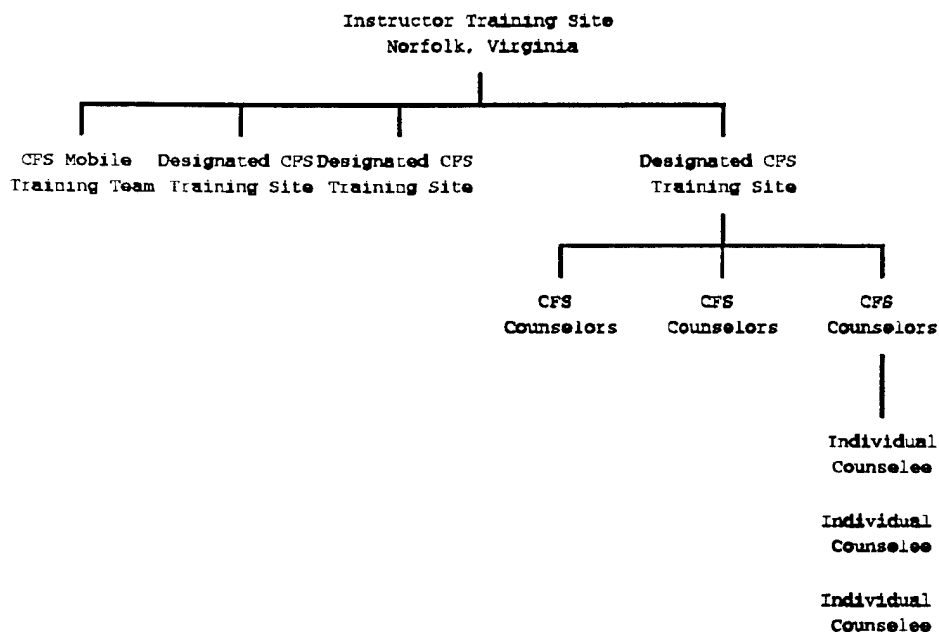 Instructor Training Site
Norfolk, Virginia
CFS Mobile
Training Team
Designated CFS
Training Site
Designated CFS
Training Site
Designated CFS
Training Site
CFS
Counselors
CFS
Counselors
CFS
Counselors
Individual
Counselee
Individual
Counselee
Individual
Counselee